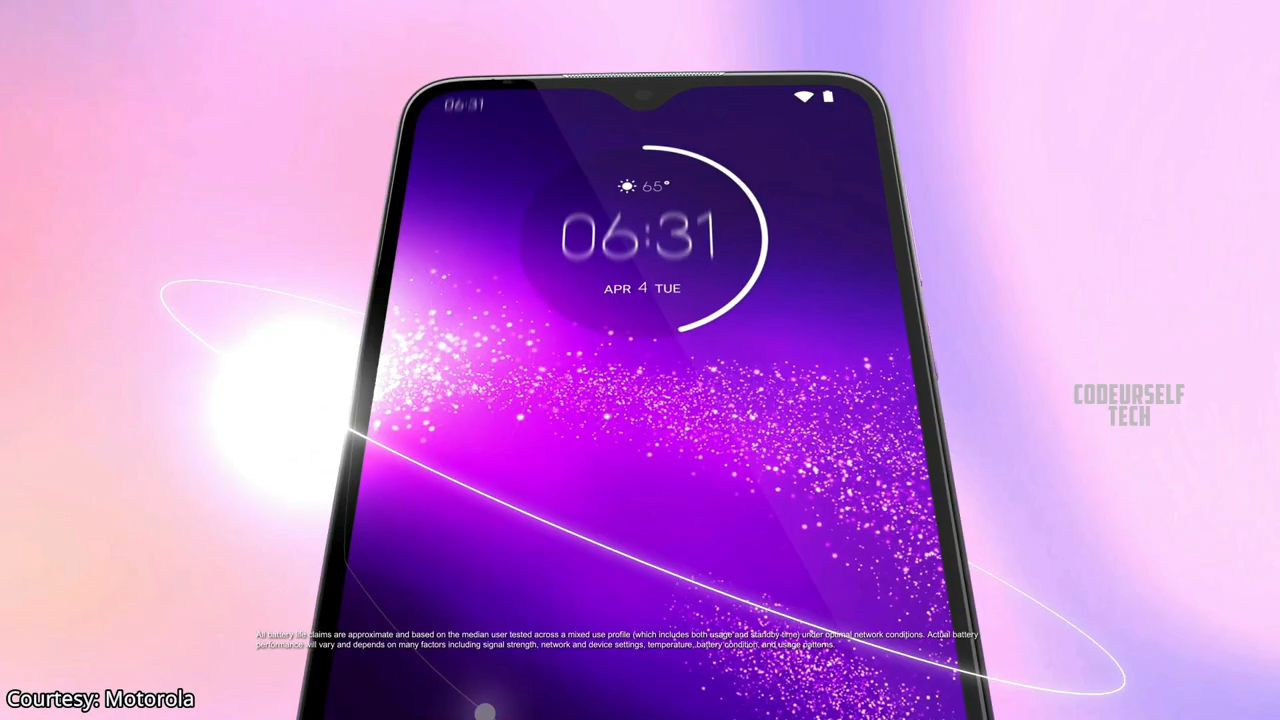 06:31
65°
06:31
APR 4 TUE
CODEURSELF
TECH
All battery life claims are approximate and based on the median user tested across a mixed use profile (which includes both usage and standby time) under optimal network conditions. Actual battery
performance will vary and depends on many factors including signal strength, network and device settings, temperature, battery condition, and usage patterns.
Courtesy: Motorola